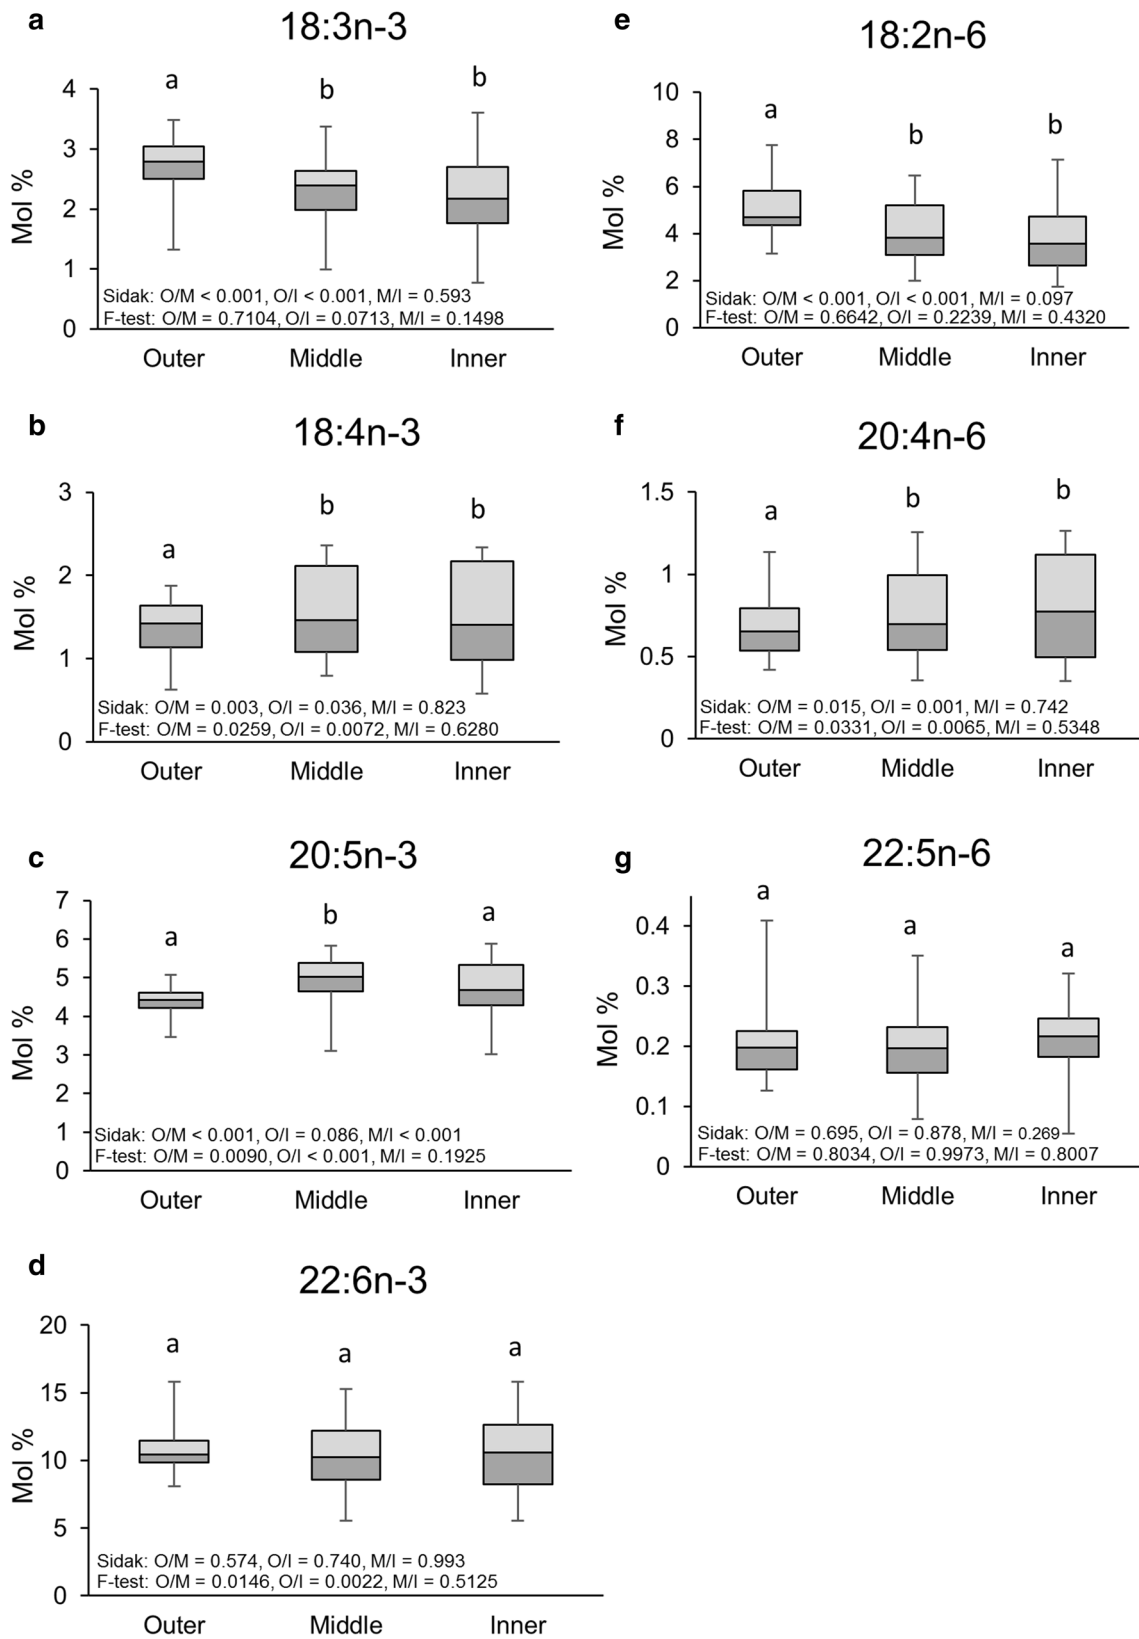 a
18:3n-3
a
b
b
4
3
2
1
0
Mol %
Sidak: O/M < 0.001, O/I < 0.001, M/I = 0.593
F-test: O/M = 0.7104, O/I = 0.0713, M/I = 0.1498
Outer Middle Inner
b
18:4n-3
a
b
b
3
2
1
0
Mol %
Sidak: O/M = 0.003, O/I = 0.036, M/I = 0.823
F-test: O/M = 0.0259, O/I = 0.0072, M/I = 0.6280
Outer Middle Inner
c
20:5n-3
a
b
a
7
6
5
4
3
2
1
0
Mol %
Sidak: O/M < 0.001, O/I = 0.086, M/I < 0.001
F-test: O/M = 0.0090, O/I < 0.001, M/I = 0.1925
Outer Middle Inner
d
22:6n-3
a
a
a
20
15
10
5
0
Mol %
Sidak: O/M = 0.574, O/I = 0.740, M/I = 0.993
F-test: O/M = 0.0146, O/I = 0.0022, M/I = 0.5125
Outer Middle Inner
e
18:2n-6
a
b
b
10
8
6
4
2
0
Mol %
Sidak: O/M < 0.001, O/I < 0.001, M/I = 0.097
F-test: O/M = 0.6642, O/I = 0.2239, M/I = 0.4320
Outer Middle Inner
f
20:4n-6
a
b
b
1.5
1
0.5
0
Mol %
Sidak: O/M = 0.015, O/I = 0.001, M/I = 0.742
F-test: O/M = 0.0331, O/I = 0.0065, M/I = 0.5348
Outer Middle Inner
g
22:5n-6
a
a
a
0.4
0.3
0.2
0.1
0
Mol %
Sidak: O/M = 0.695, O/I = 0.878, M/I = 0.269
F-test: O/M = 0.8034, O/I = 0.9973, M/I = 0.8007
Outer Middle Inner